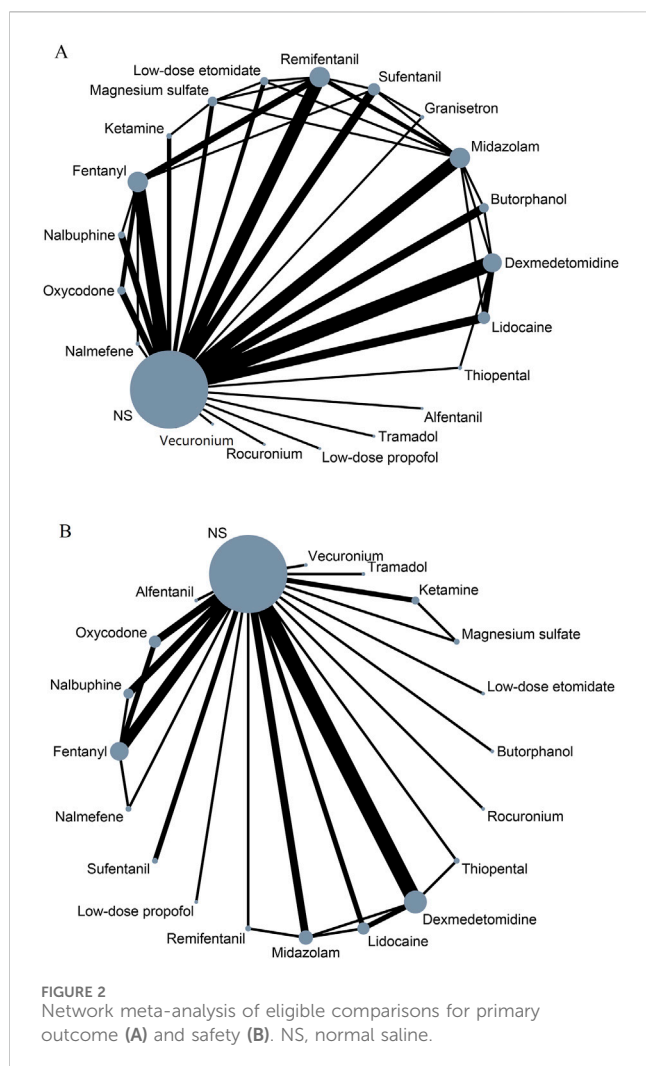 A
Remifentanil
Low-dose etomidate
Sufentanil
Magnesium sulfate
Granisetron
Ketamine
Midazolam
Fentanyl
Butorphanol
Nalbuphine
Dexmedetomidine
Oxycodone
Lidocaine
Nalmefene
Thiopental
NS
Alfentanil
Vecuronium
Tramadol
Rocuronium
Low-dose propofol
B
NS
Vecuronium
Tramadol
Alfentanil
Ketamine
Oxycodone
Magnesium sulfate
Nalbuphine
Low-dose etomidate
Fentanyl
Butorphanol
Nalmefene
Rocuronium
Sufentanil
Thiopental
Low-dose propofol
Dexmedetomidine
Remifentanil
Lidocaine
Midazolam
FIGURE 2
Network meta-analysis of eligible comparisons for primary
outcome (A) and safety (B). NS, normal saline.